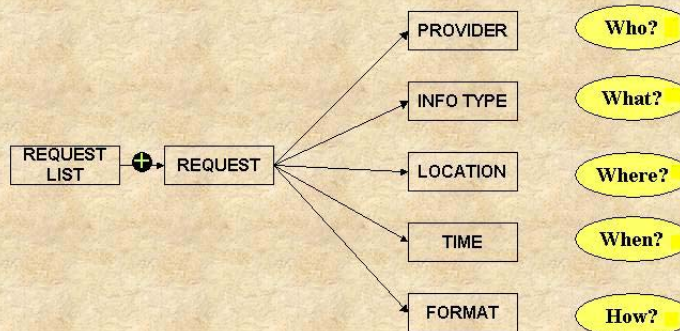 PROVIDER
Who?
INFO TYPE
What?
REQUEST
LIST
REQUEST
LOCATION
Where?
TIME
When?
FORMAT
How?